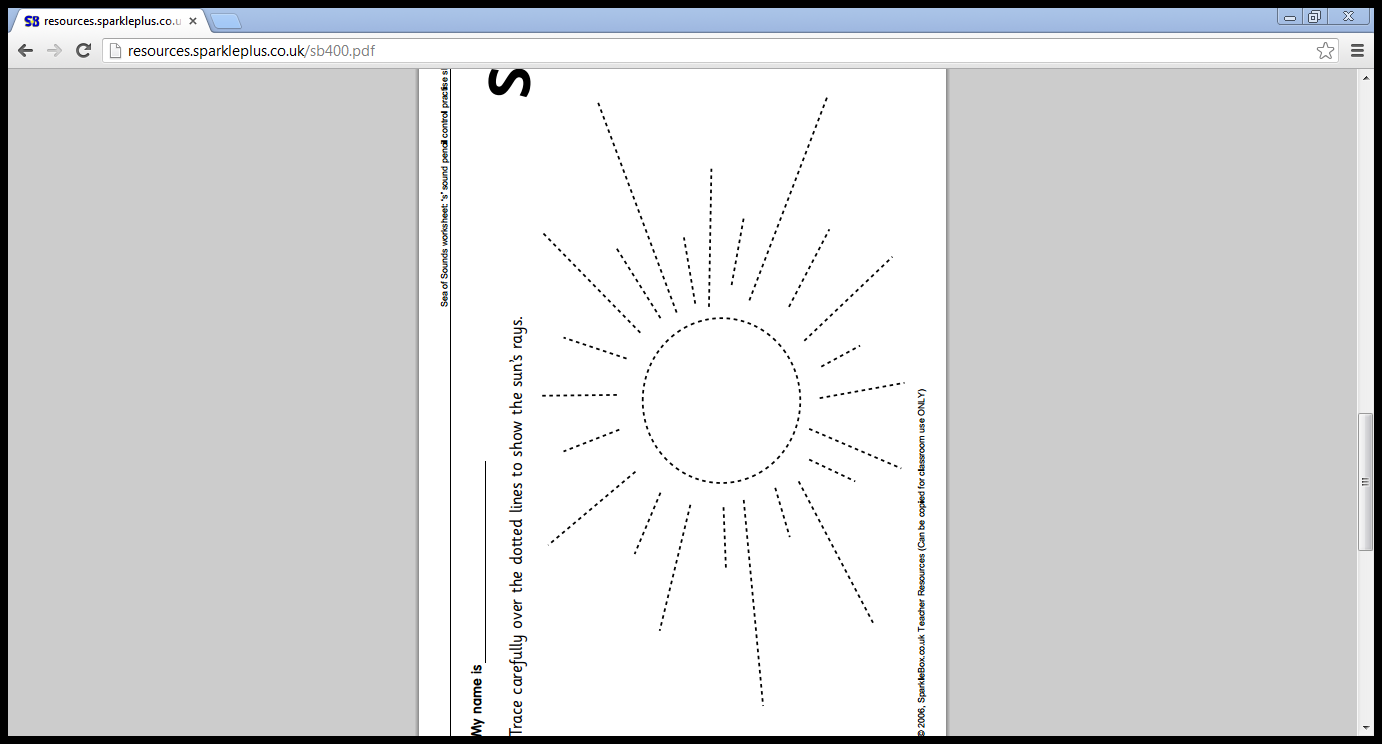 resources.sparkleplus.co.u
resources.sparkleplus.co.uk/sb400.pdf
Sea of Sounds worksheet: 's' sound pencil control practise s
s
My name is
Trace carefully over the dotted lines to show the sun's rays.
© 2006, SparkleBox.co.uk Teacher Resources (Can be copied for classroom use ONLY)